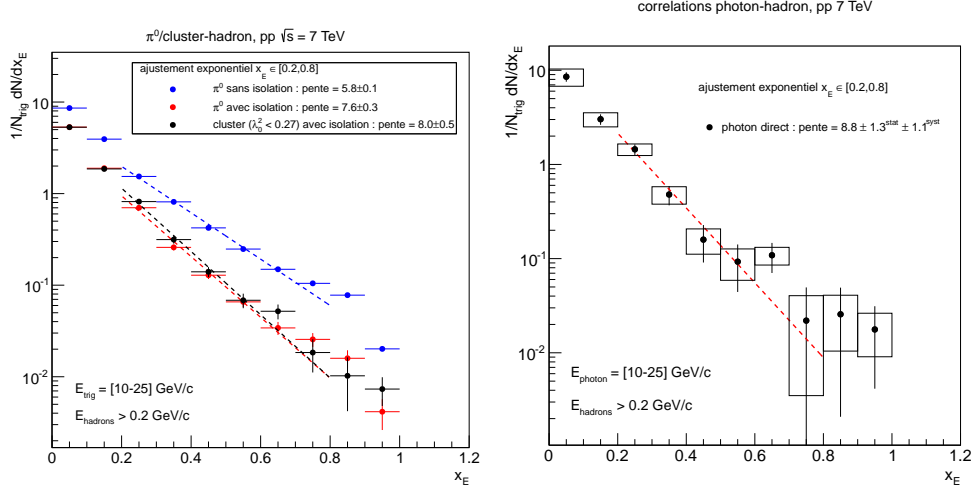 π⁰/cluster-hadron, pp √s = 7 TeV
1/N_trig dN/dx_E
ajustement exponentiel x_E ∈ [0.2,0.8]
π⁰ sans isolation : pente = 5.8±0.1
π⁰ avec isolation : pente = 7.6±0.3
cluster (λ₀² < 0.27) avec isolation : pente = 8.0±0.5
10
1
10⁻¹
10⁻²
E_trig = [10-25] GeV/c
E_hadrons > 0.2 GeV/c
0 0.2 0.4 0.6 0.8 1 1.2
x_E
correlations photon-hadron, pp 7 TeV
1/N_trig dN/dx_E
ajustement exponentiel x_E ∈ [0.2,0.8]
photon direct : pente = 8.8 ± 1.3^stat ± 1.1^syst
10
1
10⁻¹
10⁻²
E_photon = [10-25] GeV/c
E_hadrons > 0.2 GeV/c
0 0.2 0.4 0.6 0.8 1 1.2
x_E